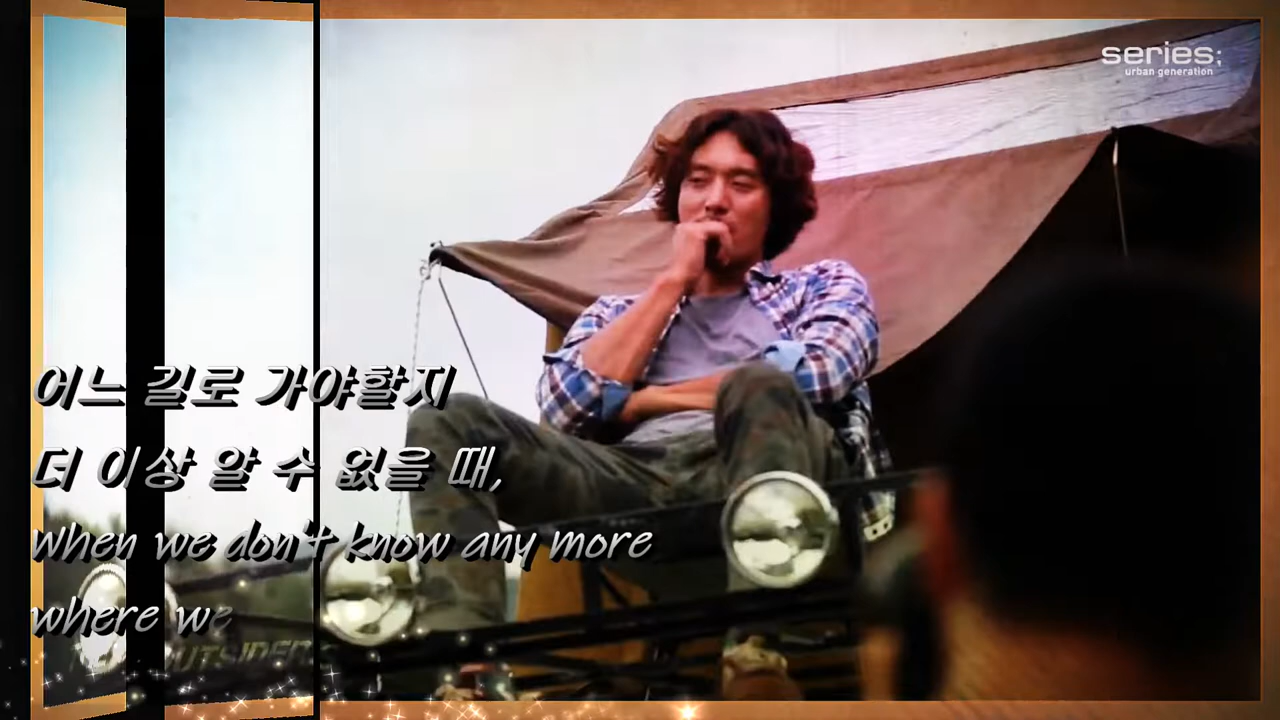 series;
urban generation
어느 길로 가야할지
더 이상 알 수 없을 때,
When we don't know any more
where we
OUTSIDERS